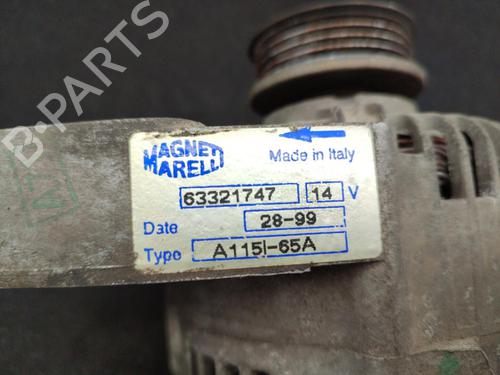 B-PARTS
MAGNETI
MARELLI
Made in Italy
63321747 14 V
Date 28-99
Type A115I-65A